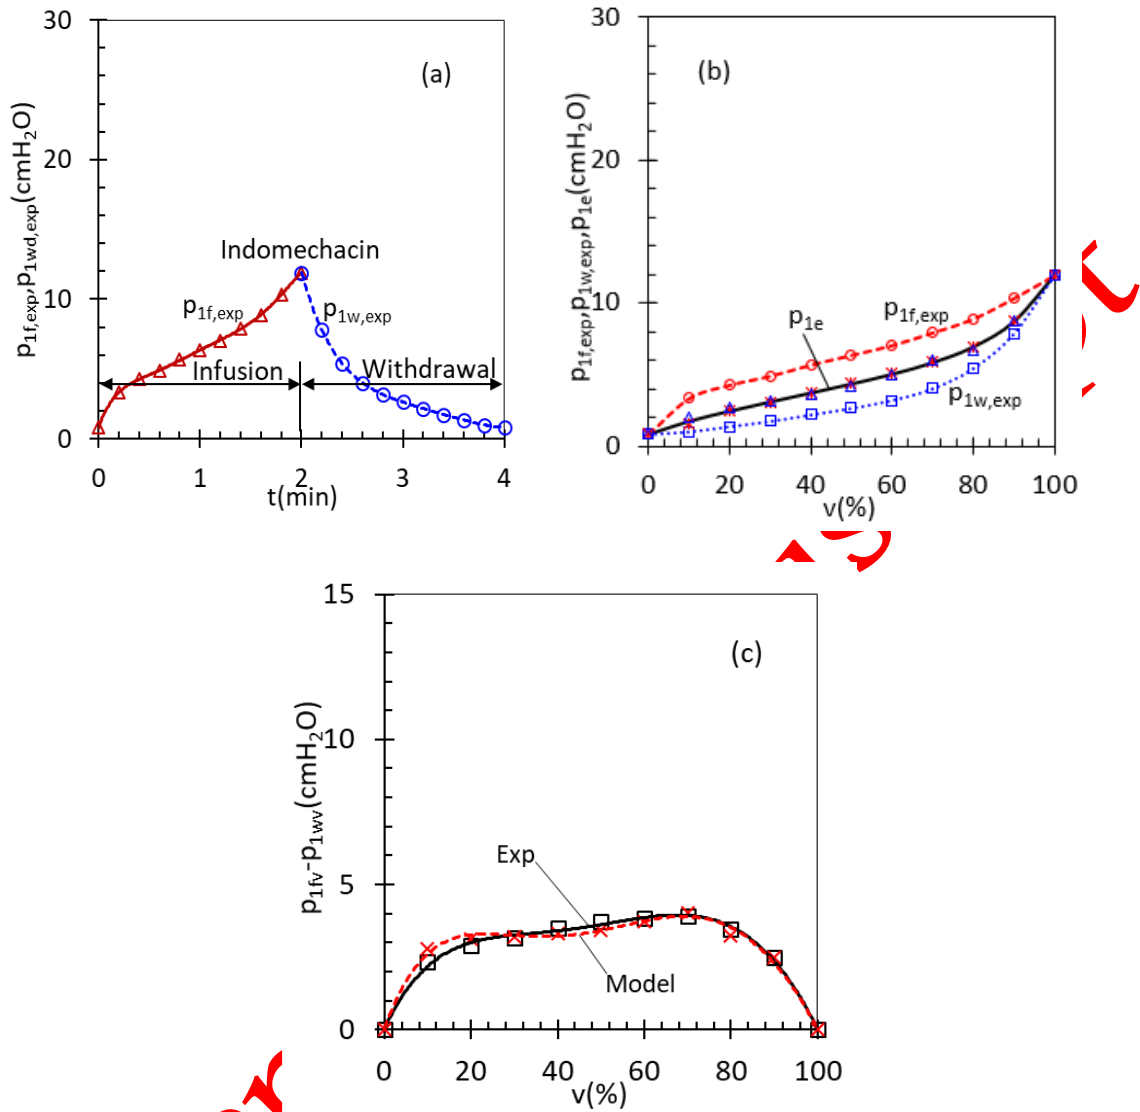 30
20
10
0
p1f,exp,p1wd,exp(cmH2O)
(a)
Indomechacin
p1f,exp
p1w,exp
Infusion
Withdrawal
0 1 2 3 4
t(min)
30
20
10
0
p1f,exp,p1w,exp,p1e(cmH2O)
(b)
p1e
p1f,exp
p1w,exp
0 20 40 60 80 100
v(%)
15
10
5
0
p1fv-p1wv(cmH2O)
(c)
Exp
Model
0 20 40 60 80 100
v(%)